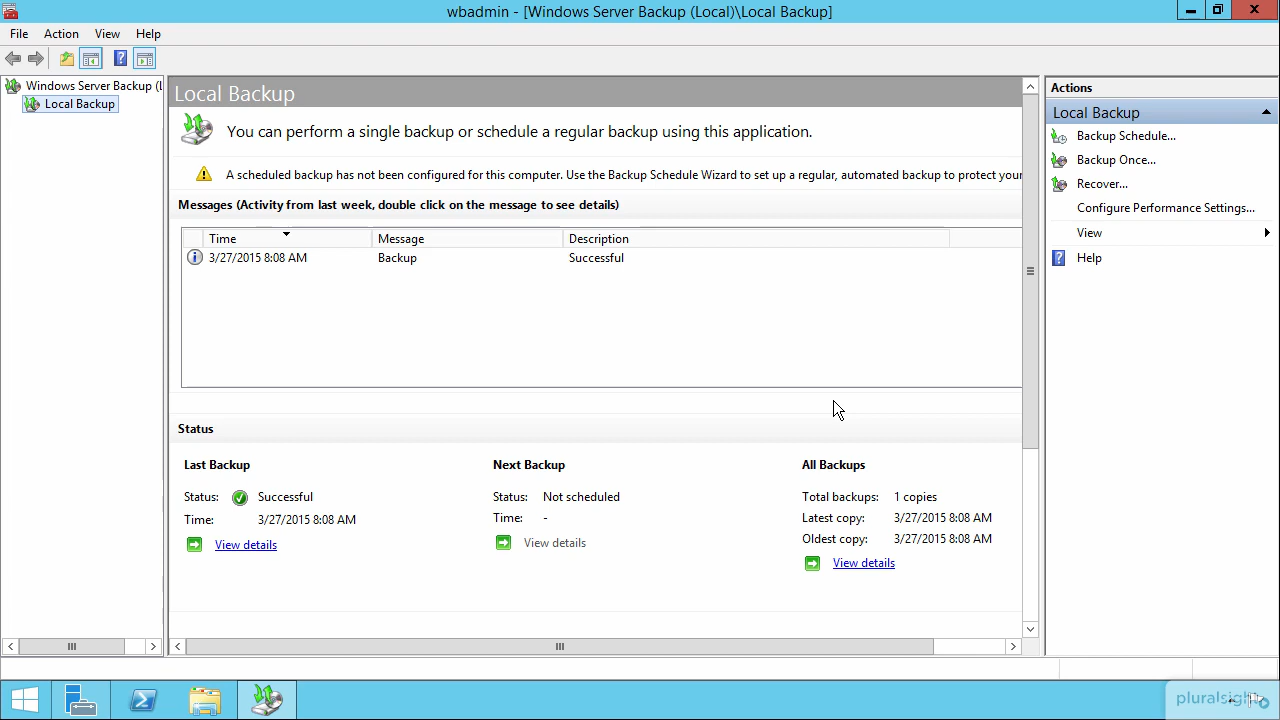 wbadmin - [Windows Server Backup (Local)\Local Backup]
File Action View Help
Windows Server Backup (L
Local Backup
Local Backup
You can perform a single backup or schedule a regular backup using this application.
A scheduled backup has not been configured for this computer. Use the Backup Schedule Wizard to set up a regular, automated backup to protect your
Messages (Activity from last week, double click on the message to see details)
Time Message Description
3/27/2015 8:08 AM Backup Successful
Status
Last Backup
Status: Successful
Time: 3/27/2015 8:08 AM
View details
Next Backup
Status: Not scheduled
Time: -
View details
All Backups
Total backups: 1 copies
Latest copy: 3/27/2015 8:08 AM
Oldest copy: 3/27/2015 8:08 AM
View details
Actions
Local Backup
Backup Schedule...
Backup Once...
Recover...
Configure Performance Settings...
View
Help
pluralsight